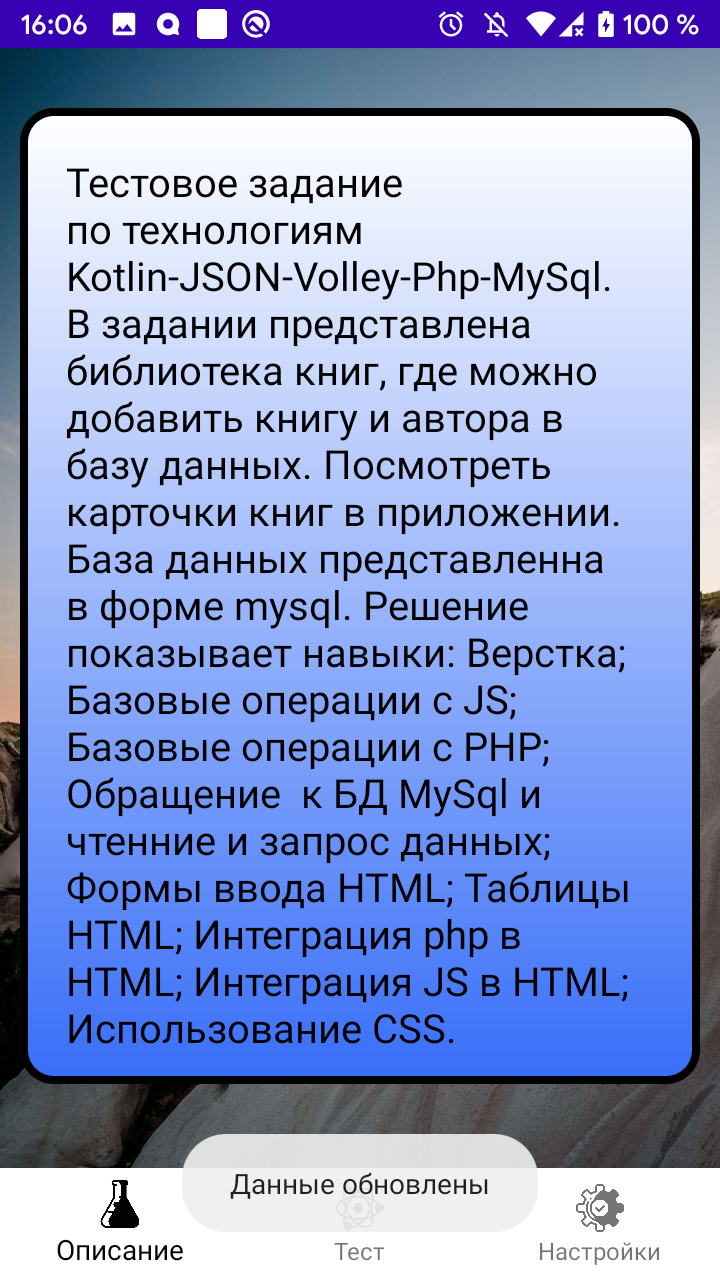 16:06
100 %
Тестовое задание
по технологиям
Kotlin-JSON-Volley-Php-MySql.
В задании представлена
библиотека книг, где можно
добавить книгу и автора в
базу данных. Посмотреть
карточки книг в приложении.
База данных представленна
в форме mysql. Решение
показывает навыки: Верстка;
Базовые операции с JS;
Базовые операции с PHP;
Обращение  к БД MySql и
чтенние и запрос данных;
Формы ввода HTML; Таблицы
HTML; Интеграция php в
HTML; Интеграция JS в HTML;
Использование CSS.
Данные обновлены
Описание
Тест
Настройки